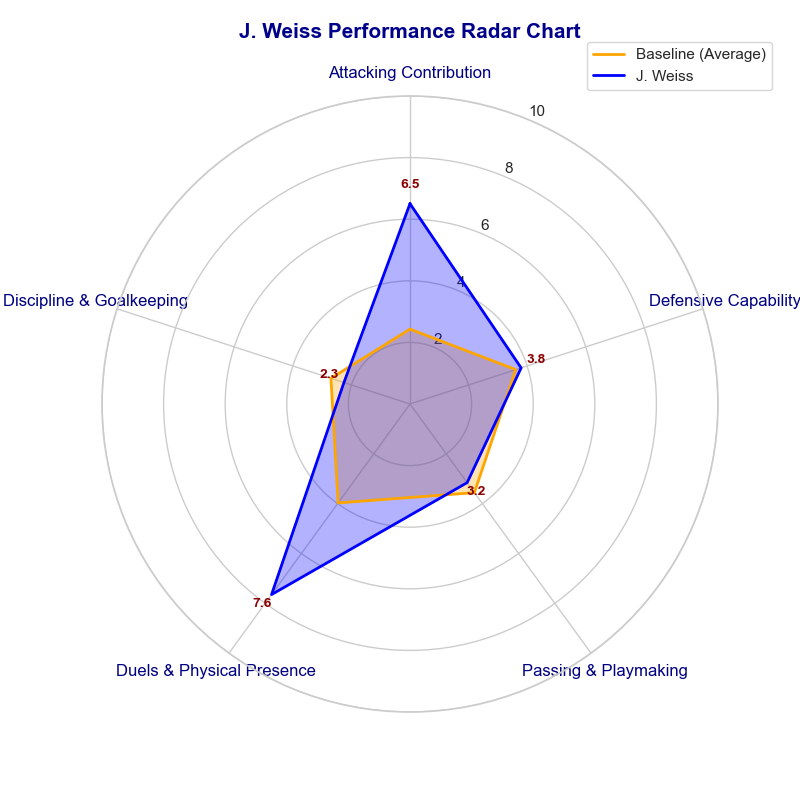 J. Weiss Performance Radar Chart
Baseline (Average)
J. Weiss
Attacking Contribution
10
8
6.5
6
4
Discipline & Goalkeeping
Defensive Capability
2
3.8
2.3
3.2
7.6
Duels & Physical Presence
Passing & Playmaking